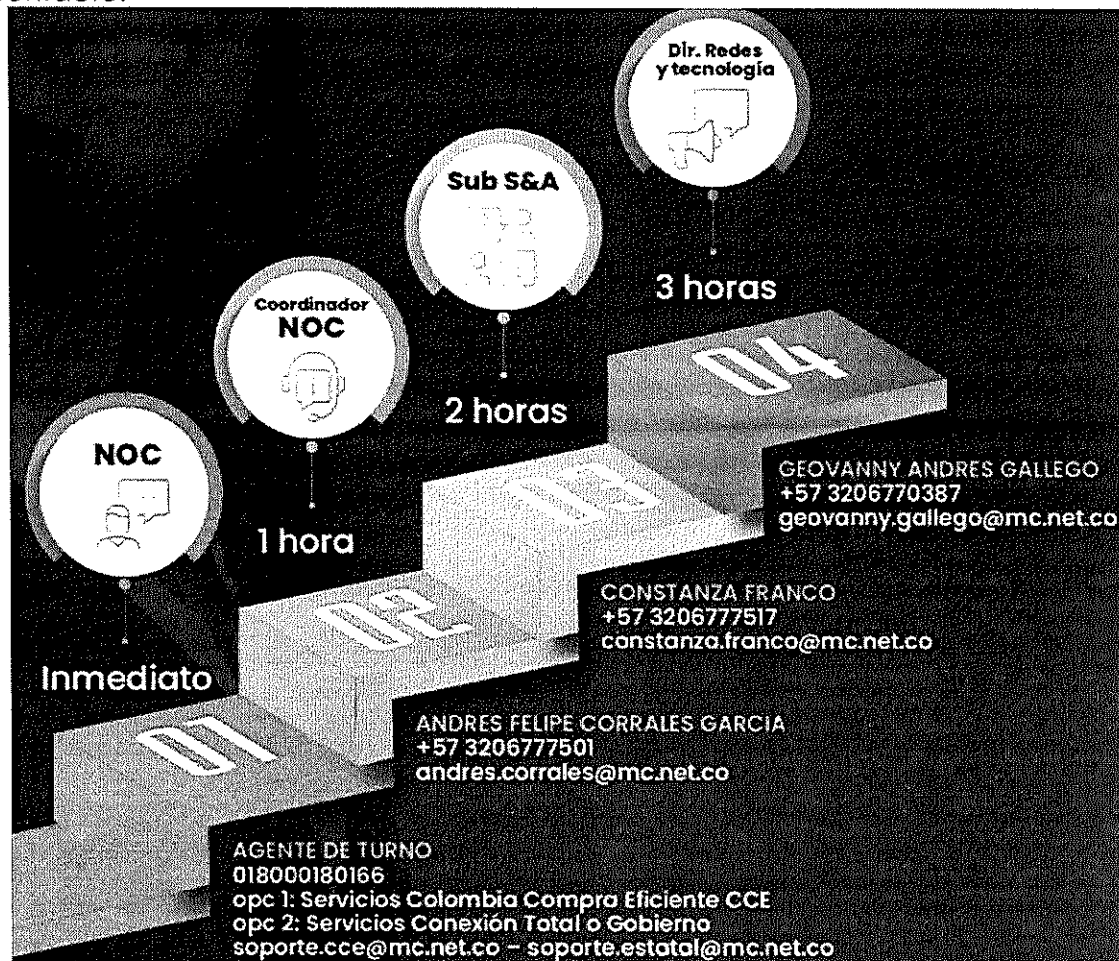 Dir. Redes
y tecnología
3 horas
04
GEOVANNY ANDRES GALLEGO
+57 3206770387
geovanny.gallego@mc.net.co
Sub S&A
2 horas
03
CONSTANZA FRANCO
+57 3206777517
constanza.franco@mc.net.co
Coordinador
NOC
1 hora
02
ANDRES FELIPE CORRALES GARCIA
+57 3206777501
andres.corrales@mc.net.co
NOC
Inmediato
01
AGENTE DE TURNO
018000180166
opc 1: Servicios Colombia Compra Eficiente CCE
opc 2: Servicios Conexión Total o Gobierno
soporte.cce@mc.net.co – soporte.estatal@mc.net.co